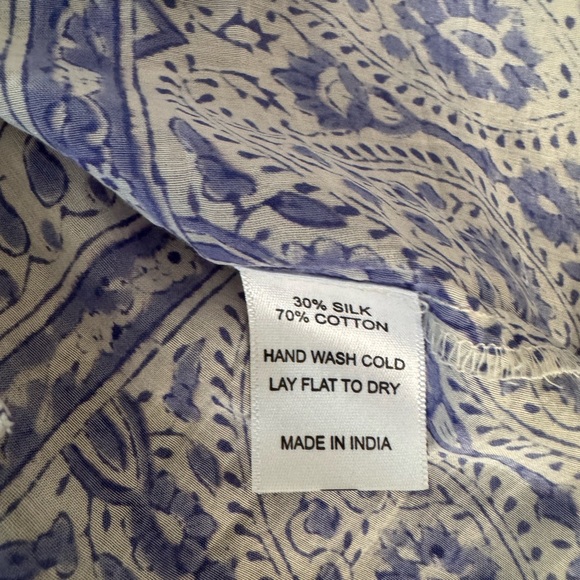 30% SILK
70% COTTON
HAND WASH COLD
LAY FLAT TO DRY
MADE IN INDIA